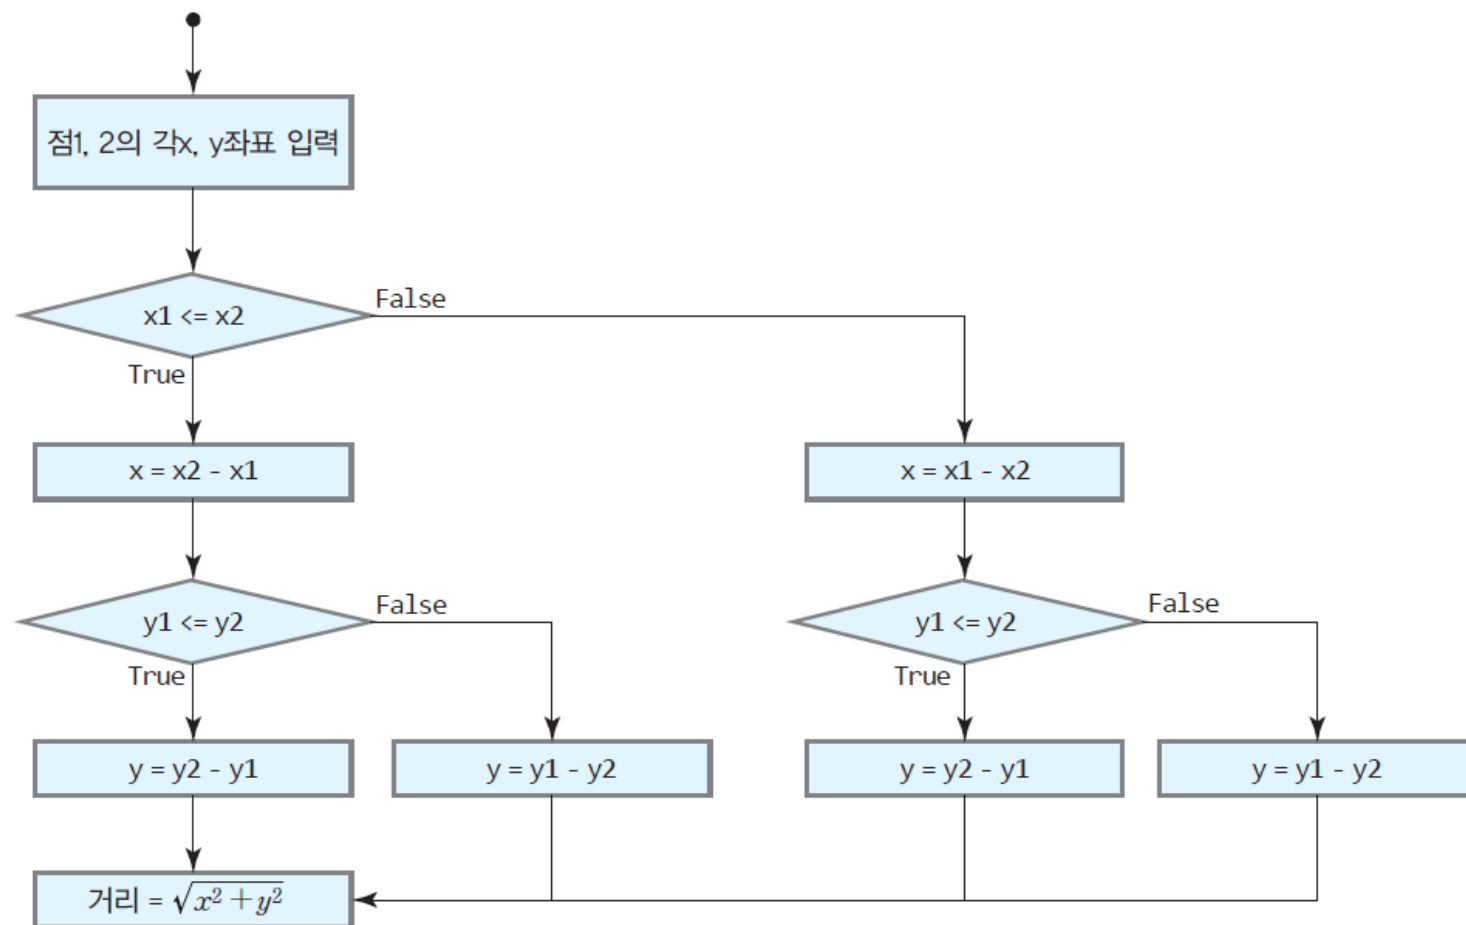 점1, 2의 각x, y좌표 입력
x1 <= x2
False
True
x = x2 - x1
x = x1 - x2
y1 <= y2
False
y1 <= y2
False
True
True
y = y2 - y1
y = y1 - y2
y = y2 - y1
y = y1 - y2
거리 = √x² + y²